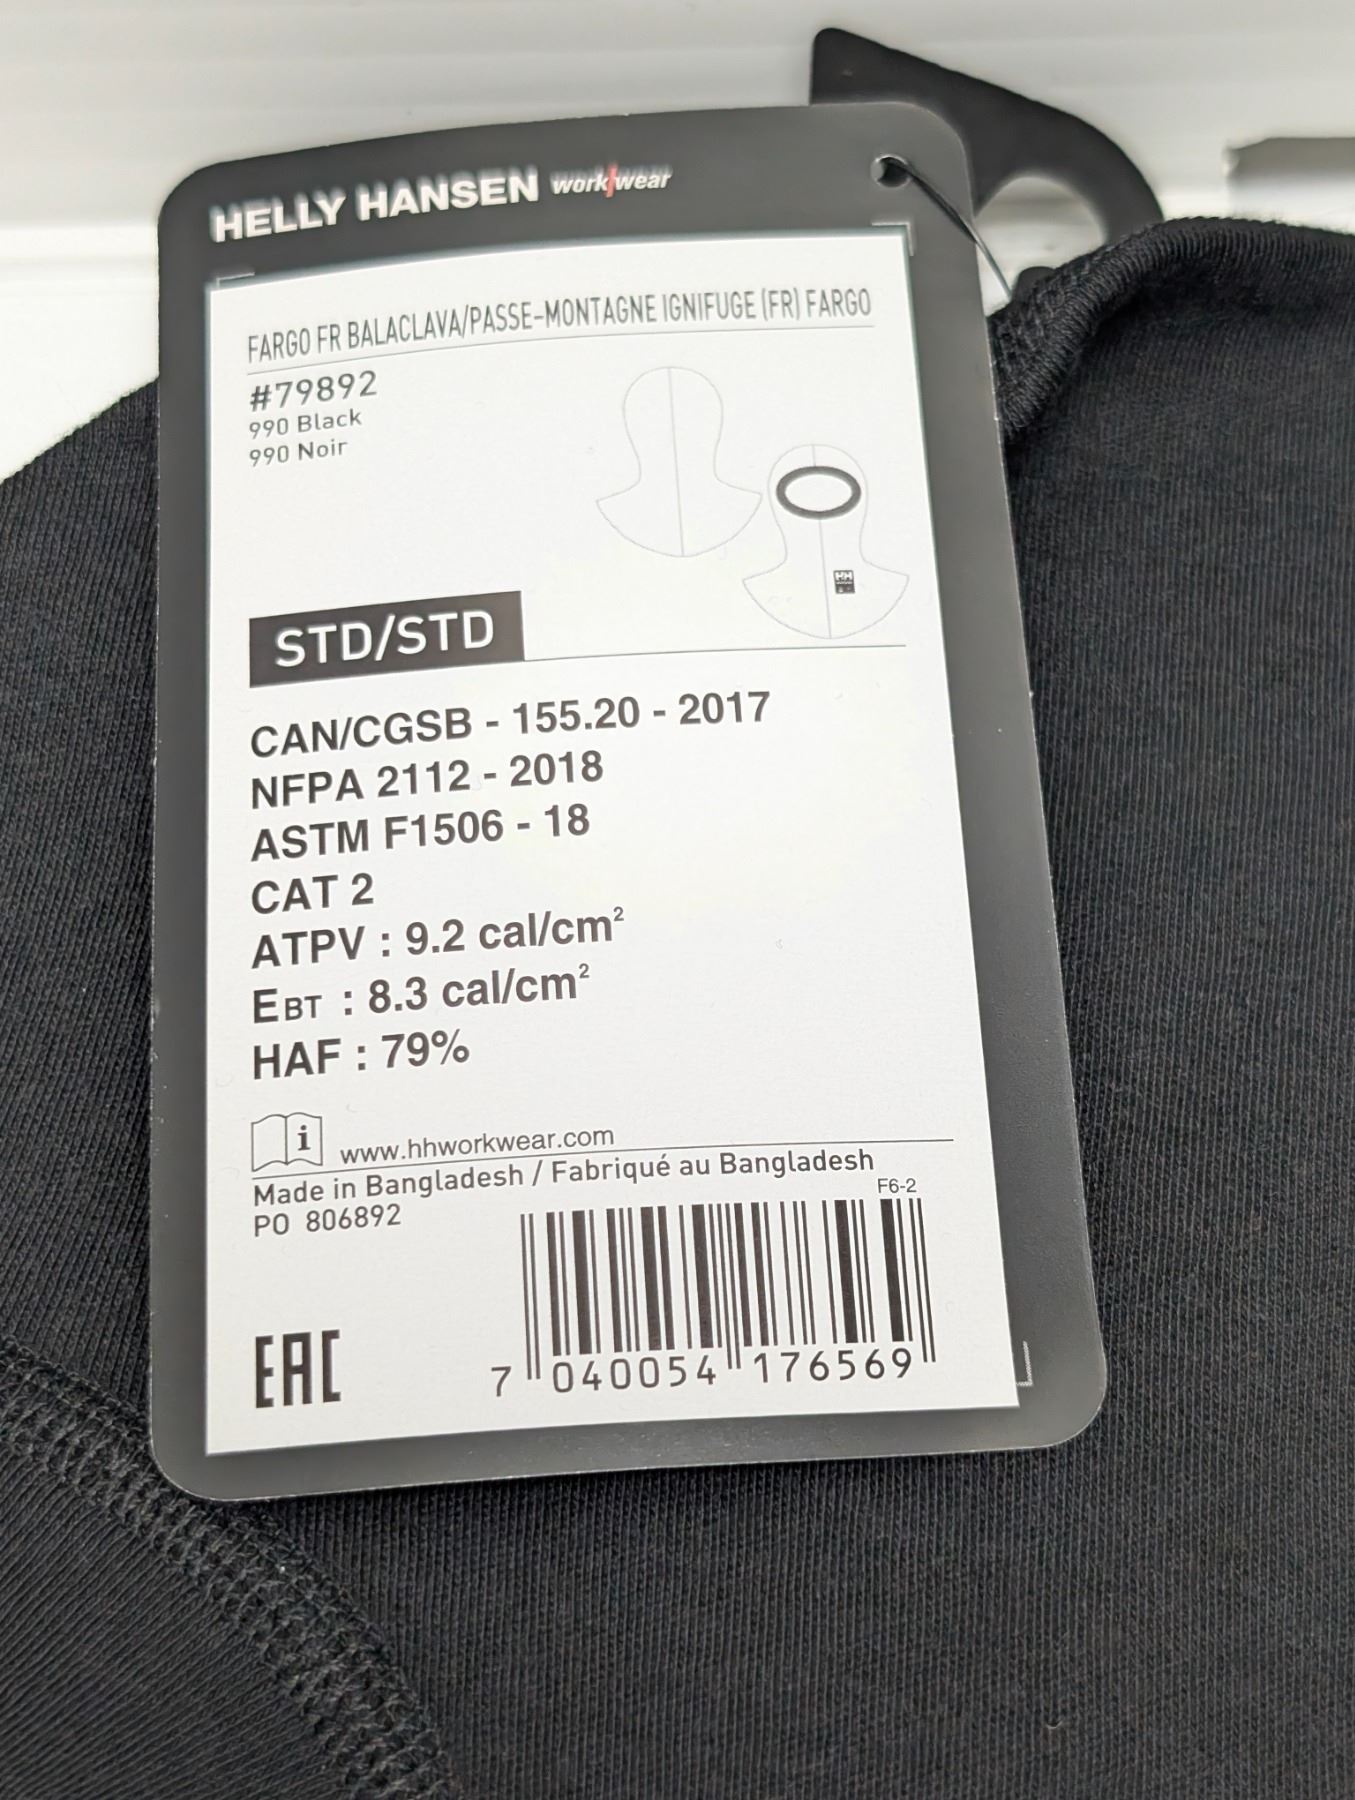 HELLY HANSEN work/wear
FARGO FR BALACLAVA/PASSE-MONTAGNE IGNIFUGE (FR) FARGO
#79892
990 Black
990 Noir
HH
STD/STD
CAN/CGSB - 155.20 - 2017
NFPA 2112 - 2018
ASTM F1506 - 18
CAT 2
ATPV : 9.2 cal/cm²
EBT : 8.3 cal/cm²
HAF : 79%
i www.hhworkwear.com
Made in Bangladesh / Fabriqué au Bangladesh
F6-2
PO 806892
EAC
7 040054 176569